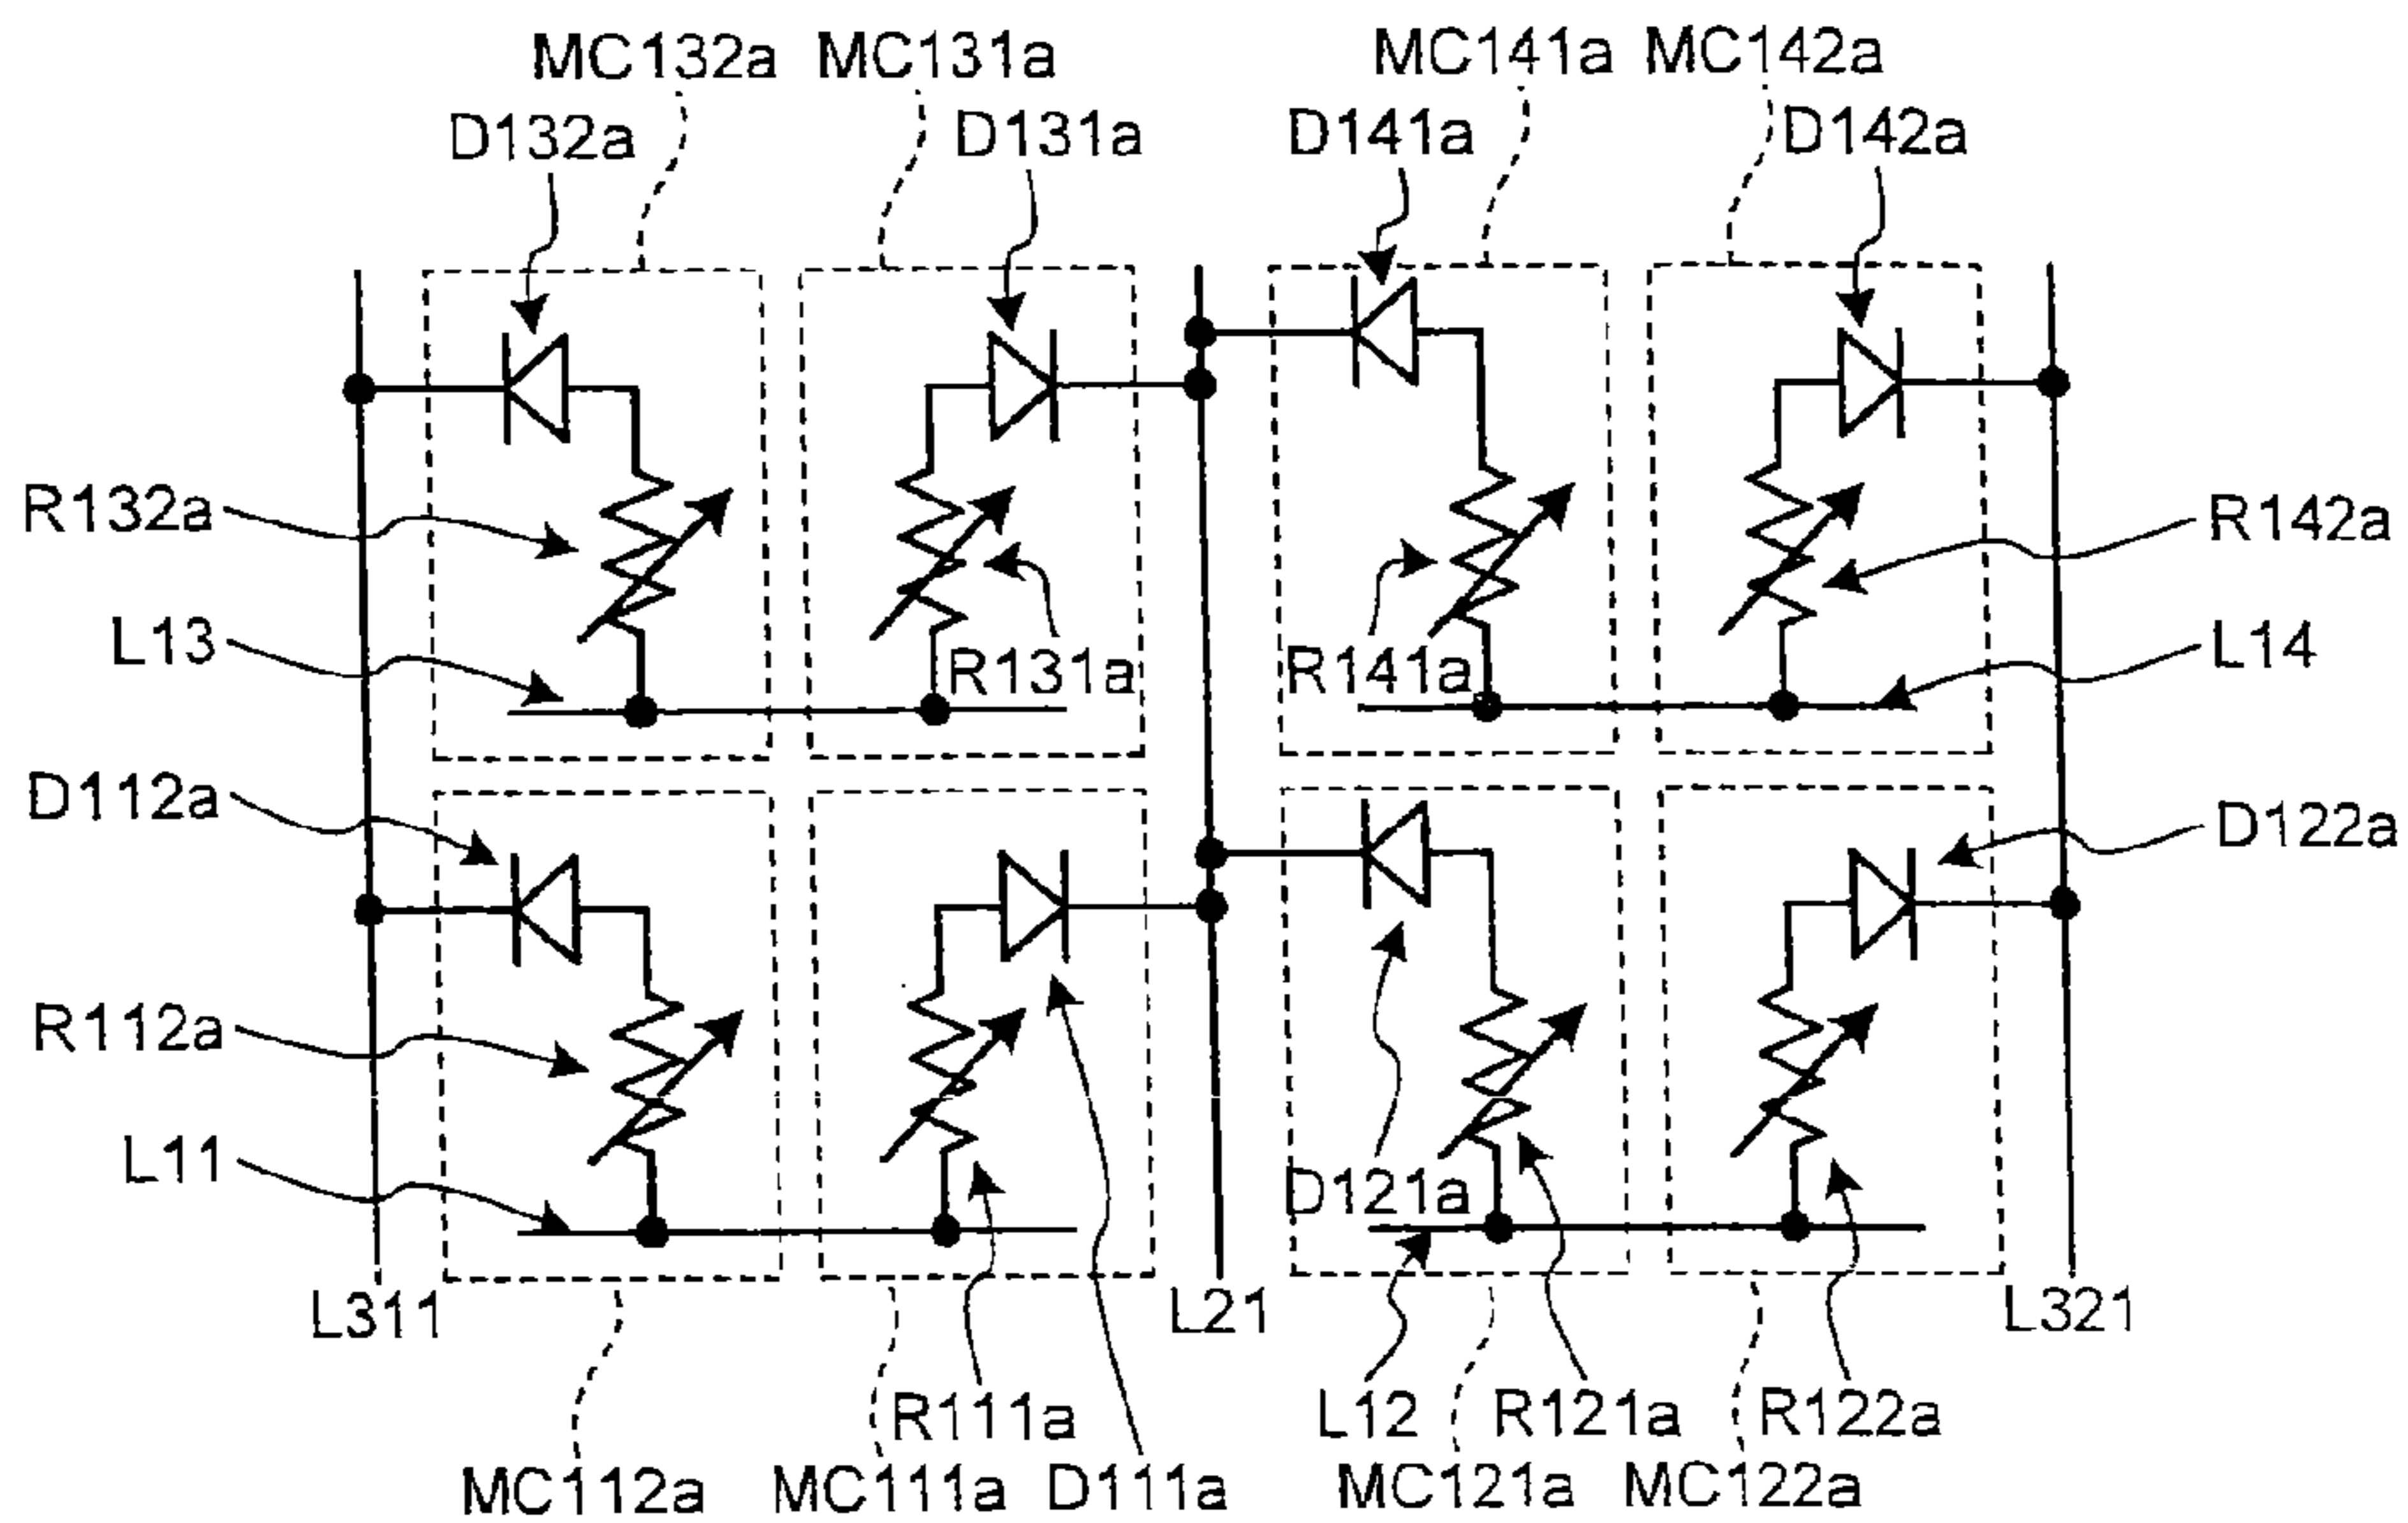 MC132a MC131a MC141a MC142a
D132a D131a D141a D142a
R132a R142a
L13 R131a R141a L14
D112a D122a
R112a
L11 D121a
L311 L21 L321
R111a L12 R121a R122a
MC112a MC111a D111a MC121a MC122a